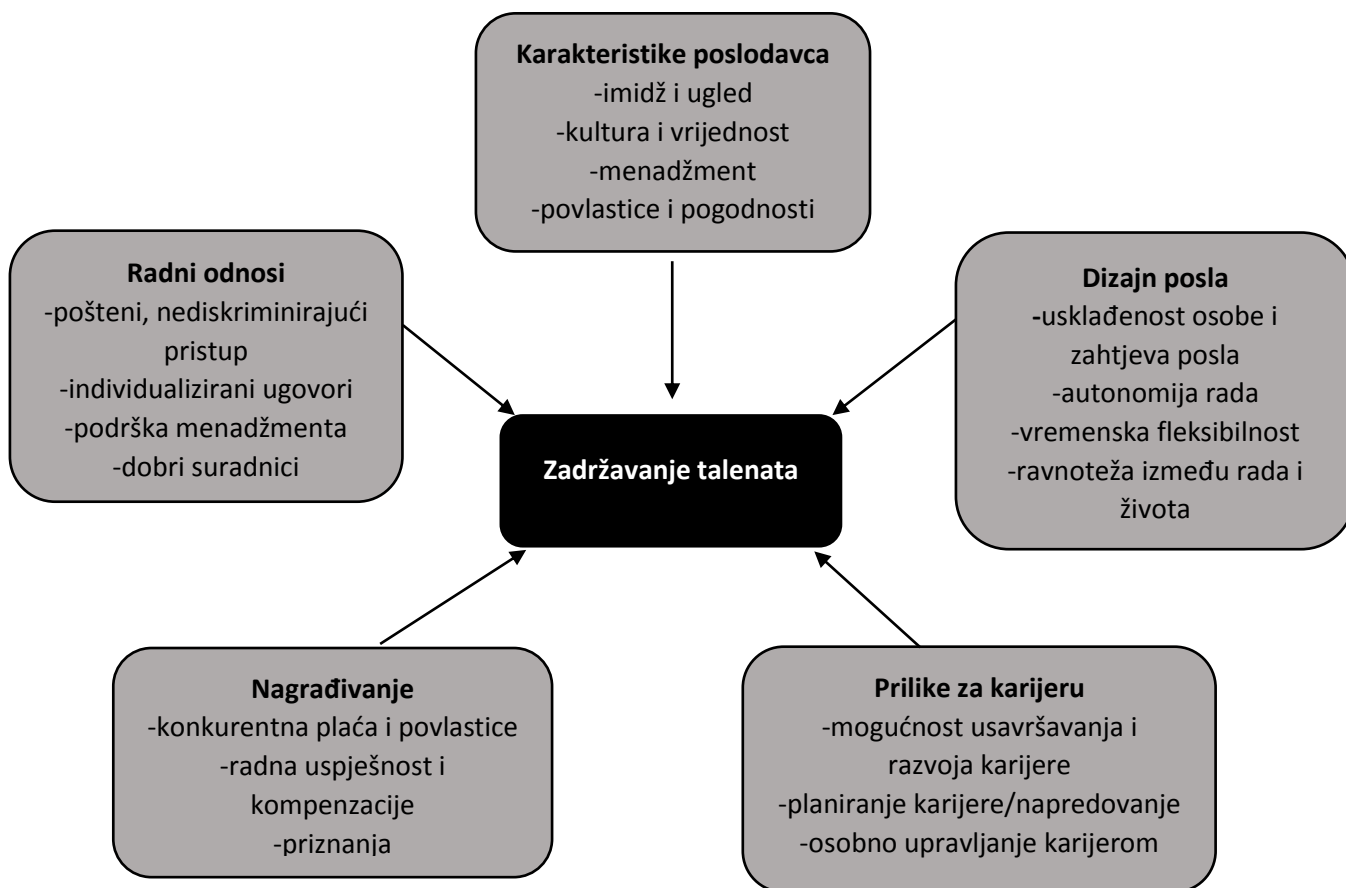 Karakteristike poslodavca
-imidž i ugled
-kultura i vrijednost
-menadžment
-povlastice i pogodnosti
Radni odnosi
-pošteni, nediskriminirajući
pristup
-individualizirani ugovori
-podrška menadžmenta
-dobri suradnici
Dizajn posla
-usklađenost osobe i
zahtjeva posla
-autonomija rada
-vremenska fleksibilnost
-ravnoteža između rada i
života
Zadržavanje talenata
Nagrađivanje
-konkurentna plaća i povlastice
-radna uspješnost i
kompenzacije
-priznanja
Prilike za karijeru
-mogućnost usavršavanja i
razvoja karijere
-planiranje karijere/napredovanje
-osobno upravljanje karijerom